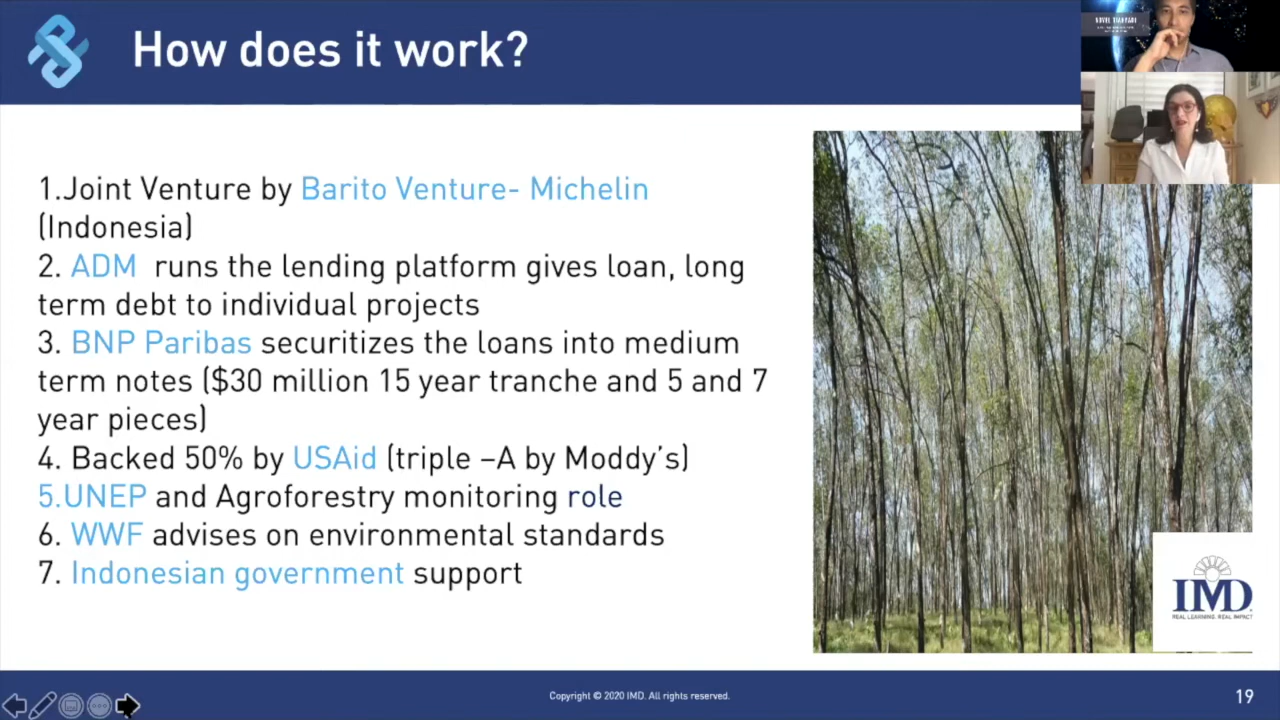 How does it work?
1.Joint Venture by Barito Venture- Michelin
(Indonesia)
2. ADM runs the lending platform gives loan, long
term debt to individual projects
3. BNP Paribas securitizes the loans into medium
term notes ($30 million 15 year tranche and 5 and 7
year pieces)
4. Backed 50% by USAid (triple –A by Moddy’s)
5.UNEP and Agroforestry monitoring role
6. WWF advises on environmental standards
7. Indonesian government support
IMD
REAL LEARNING. REAL IMPACT
Copyright © 2020 IMD. All rights reserved.
19